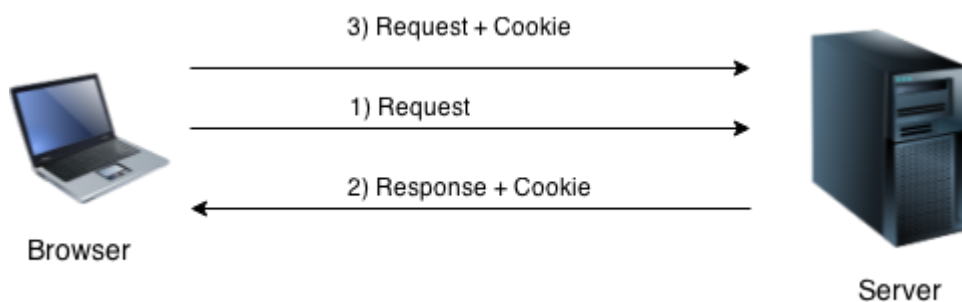 3) Request + Cookie
1) Request
2) Response + Cookie
Browser
Server